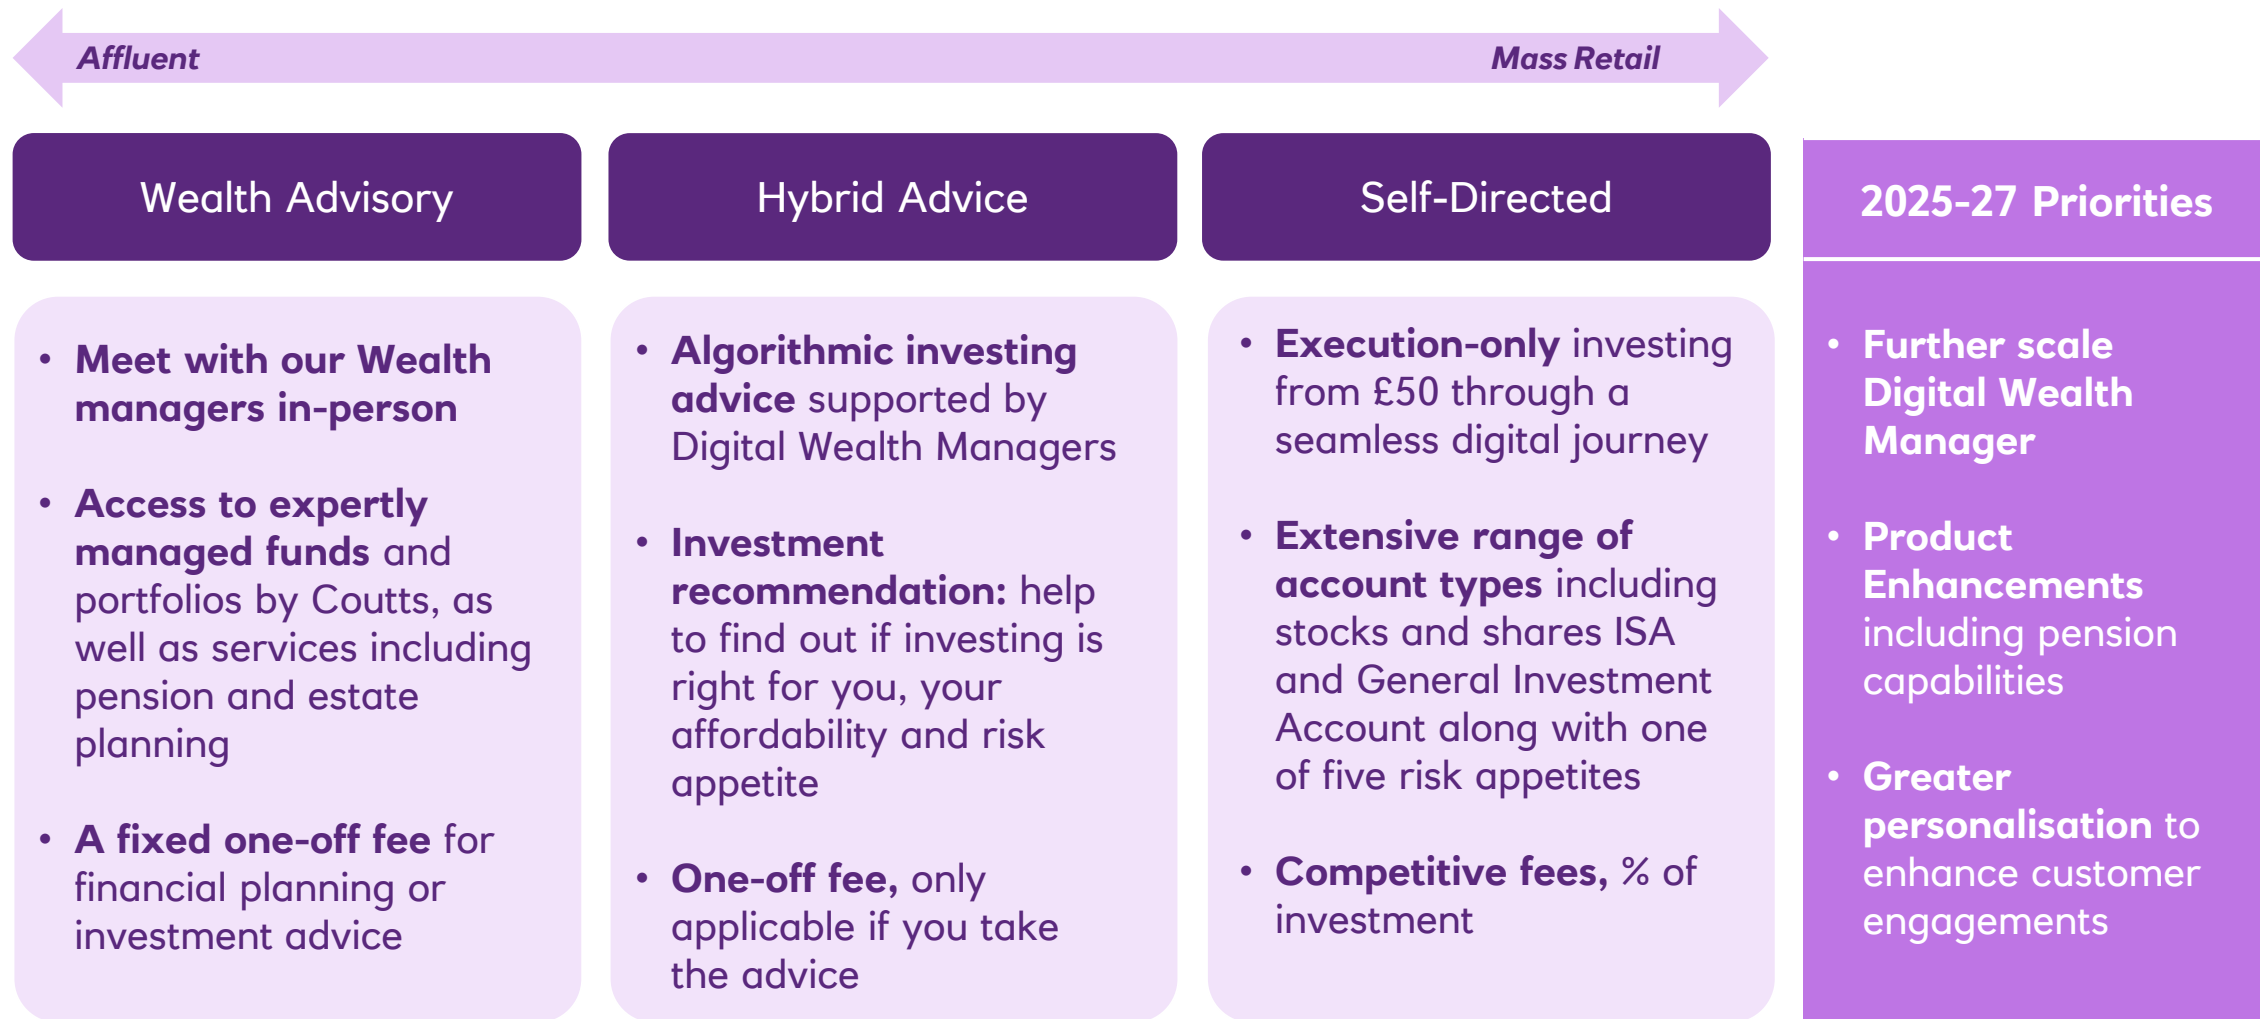 Affluent
Mass Retail
Wealth Advisory
• Meet with our Wealth
managers in-person
• Access to expertly
managed funds and
portfolios by Coutts, as
well as services including
pension and estate
planning
• A fixed one-off fee for
financial planning or
investment advice
Hybrid Advice
• Algorithmic investing
advice supported by
Digital Wealth Managers
• Investment
recommendation: help
to find out if investing is
right for you, your
affordability and risk
appetite
• One-off fee, only
applicable if you take
the advice
Self-Directed
• Execution-only investing
from £50 through a
seamless digital journey
• Extensive range of
account types including
stocks and shares ISA
and General Investment
Account along with one
of five risk appetites
• Competitive fees, % of
investment
2025-27 Priorities
• Further scale
Digital Wealth
Manager
• Product
Enhancements
including pension
capabilities
• Greater
personalisation to
enhance customer
engagements